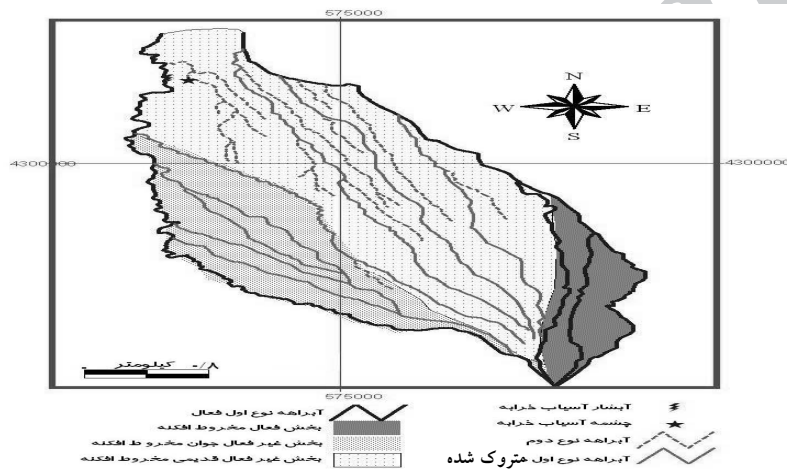 575000
N
W E
S
4300000 4300000
۰ ۰/۸ کیلومتر
575000
آبراهه نوع اول فعال
بخش فعال مخروط افکنه
بخش غیر فعال جوان مخروط افکنه
بخش غیر فعال قدیمی مخروط افکنه
آبشار آسیاب خرابه
چشمه آسیاب خرابه
آبراهه نوع دوم
آبراهه نوع اول متروک شده